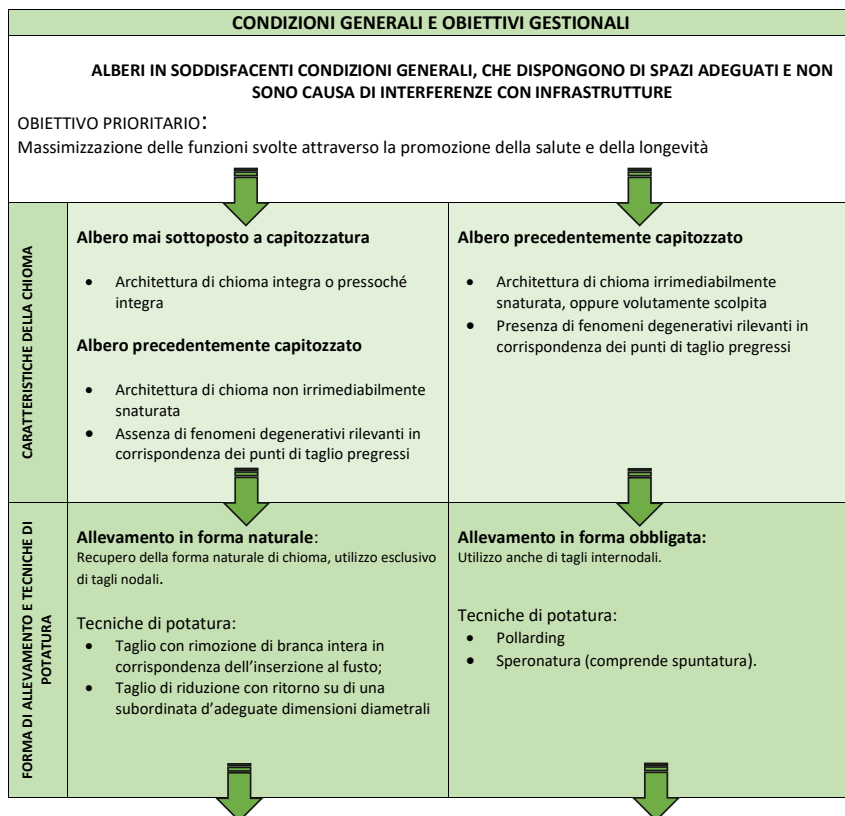 CONDIZIONI GENERALI E OBIETTIVI GESTIONALI
ALBERI IN SODDISFACENTI CONDIZIONI GENERALI, CHE DISPONGONO DI SPAZI ADEGUATI E NON
SONO CAUSA DI INTERFERENZE CON INFRASTRUTTURE
OBIETTIVO PRIORITARIO:
Massimizzazione delle funzioni svolte attraverso la promozione della salute e della longevità
CARATTERISTICHE DELLA CHIOMA
Albero mai sottoposto a capitozzatura
• Architettura di chioma integra o pressoché
integra
Albero precedentemente capitozzato
• Architettura di chioma non irrimediabilmente
snaturata
• Assenza di fenomeni degenerativi rilevanti in
corrispondenza dei punti di taglio pregressi
Albero precedentemente capitozzato
• Architettura di chioma irrimediabilmente
snaturata, oppure volutamente scolpita
• Presenza di fenomeni degenerativi rilevanti in
corrispondenza dei punti di taglio pregressi
FORMA DI ALLEVAMENTO E TECNICHE DI
POTATURA
Allevamento in forma naturale:
Recupero della forma naturale di chioma, utilizzo esclusivo
di tagli nodali.
Tecniche di potatura:
• Taglio con rimozione di branca intera in
corrispondenza dell'inserzione al fusto;
• Taglio di riduzione con ritorno su di una
subordinata d'adeguate dimensioni diametrali
Allevamento in forma obbligata:
Utilizzo anche di tagli internodali.
Tecniche di potatura:
• Pollarding
• Speronatura (comprende spuntatura).